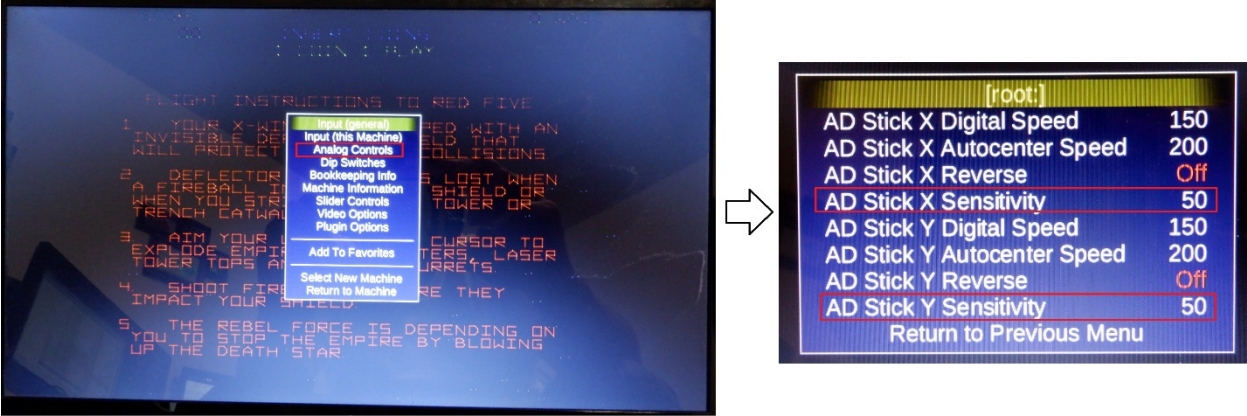 INSERT COINS
1 COIN 1 PLAY
FLIGHT INSTRUCTIONS TO RED FIVE
1. YOUR X-WI ED WITH AN
INVISIBLE DE LD THAT
WILL PROTECT COLLISIONS
2. DEFLECTOR S LOST WHEN
A FIREBALL I SHIELD OR
WHEN YOU STRI TOWER OR
TRENCH CATWA
3. AIM YOUR CURSOR TO
EXPLODE EMPI TERS, LASER
TOWER TOPS AN URRETS.
4. SHOOT FIRE RE THEY
IMPACT YOUR SHIELD
5. THE REBEL FORCE IS DEPENDING ON
YOU TO STOP THE EMPIRE BY BLOWING
UP THE DEATH STAR
Input (general)
Input (this Machine)
Analog Controls
Dip Switches
Bookkeeping Info
Machine Information
Slider Controls
Video Options
Plugin Options
Add To Favorites
Select New Machine
Return to Machine
[root:]
AD Stick X Digital Speed 150
AD Stick X Autocenter Speed 200
AD Stick X Reverse Off
AD Stick X Sensitivity 50
AD Stick Y Digital Speed 150
AD Stick Y Autocenter Speed 200
AD Stick Y Reverse Off
AD Stick Y Sensitivity 50
Return to Previous Menu